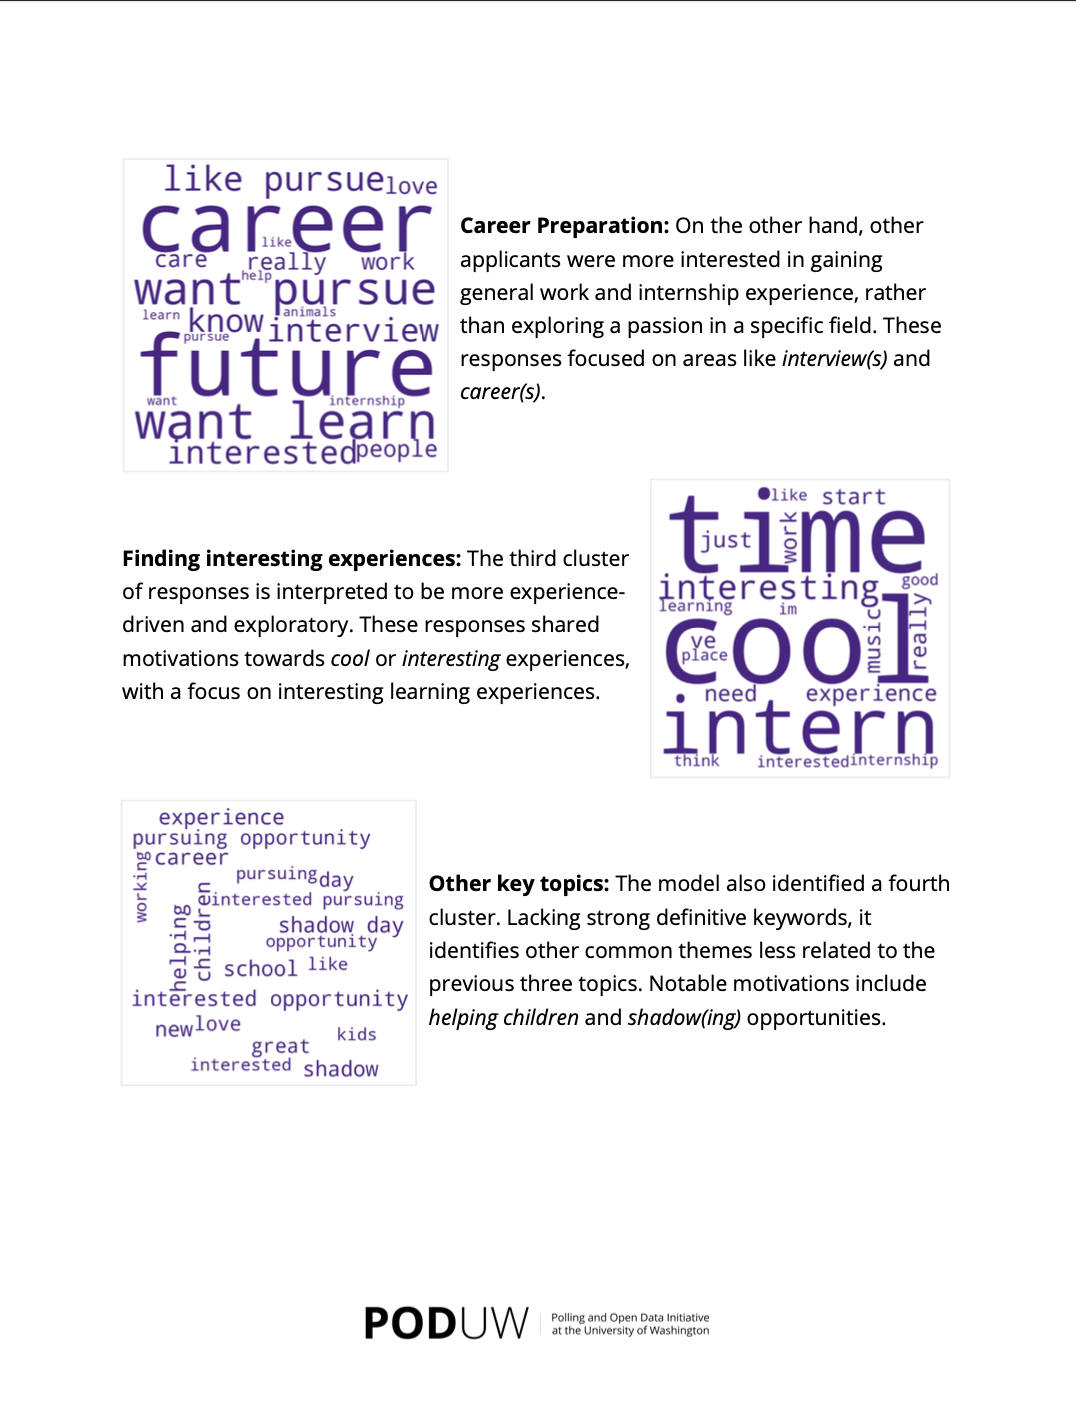 like pursue love
career
like
care really work
help
want pursue
learn know animals
pursue interview
future
want internship
want learn
interested people
Career Preparation: On the other hand, other
applicants were more interested in gaining
general work and internship experience, rather
than exploring a passion in a specific field. These
responses focused on areas like interview(s) and
career(s).
Finding interesting experiences: The third cluster
of responses is interpreted to be more experience-
driven and exploratory. These responses shared
motivations towards cool or interesting experiences,
with a focus on interesting learning experiences.
like start
time
just work
interesting good
learning im
cool
ve
place music really
need experience
intern
think interested internship
experience
pursuing opportunity
working career
pursuing day
interested pursuing
helping children
shadow day
opportunity
school like
interested opportunity
new love
kids
great
interested shadow
Other key topics: The model also identified a fourth
cluster. Lacking strong definitive keywords, it
identifies other common themes less related to the
previous three topics. Notable motivations include
helping children and shadow(ing) opportunities.
PODUW
Polling and Open Data Initiative
at the University of Washington